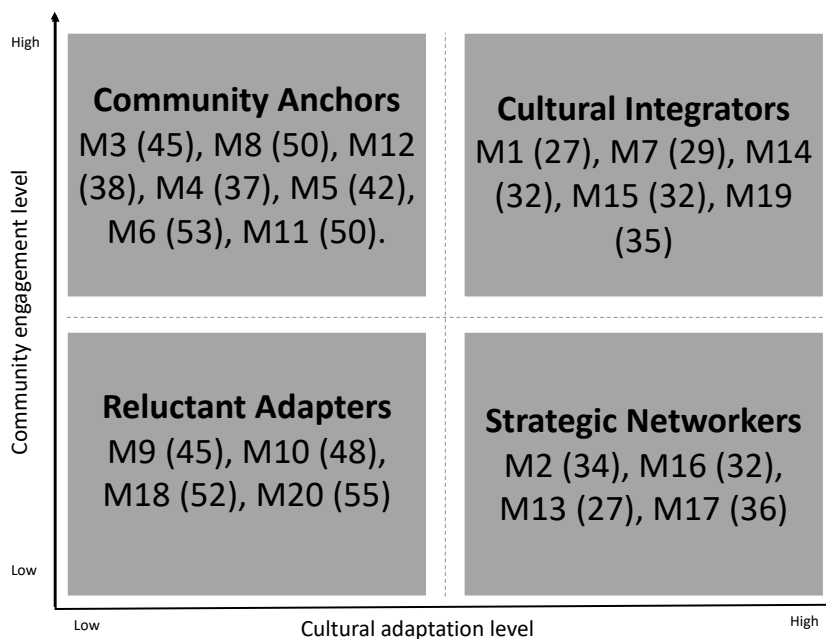 High
Community Anchors
M3 (45), M8 (50), M12
(38), M4 (37), M5 (42),
M6 (53), M11 (50).
Cultural Integrators
M1 (27), M7 (29), M14
(32), M15 (32), M19
(35)
Community engagement level
Reluctant Adapters
M9 (45), M10 (48),
M18 (52), M20 (55)
Strategic Networkers
M2 (34), M16 (32),
M13 (27), M17 (36)
Low
Low
Cultural adaptation level
High